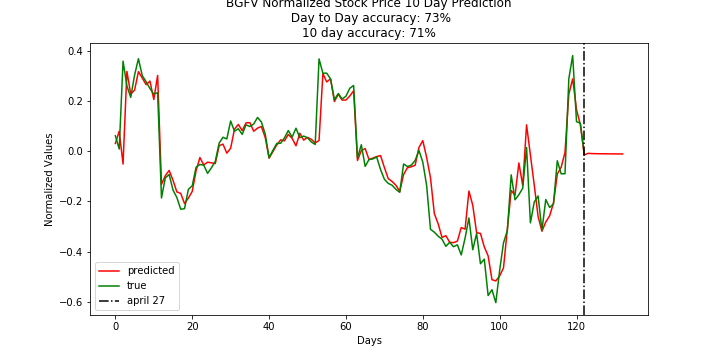 BGFV Normalized Stock Price 10 Day Prediction
Day to Day accuracy: 73%
10 day accuracy: 71%
Normalized Values
0.4
0.2
0.0
−0.2
−0.4
−0.6
predicted
true
april 27
0 20 40 60 80 100 120
Days